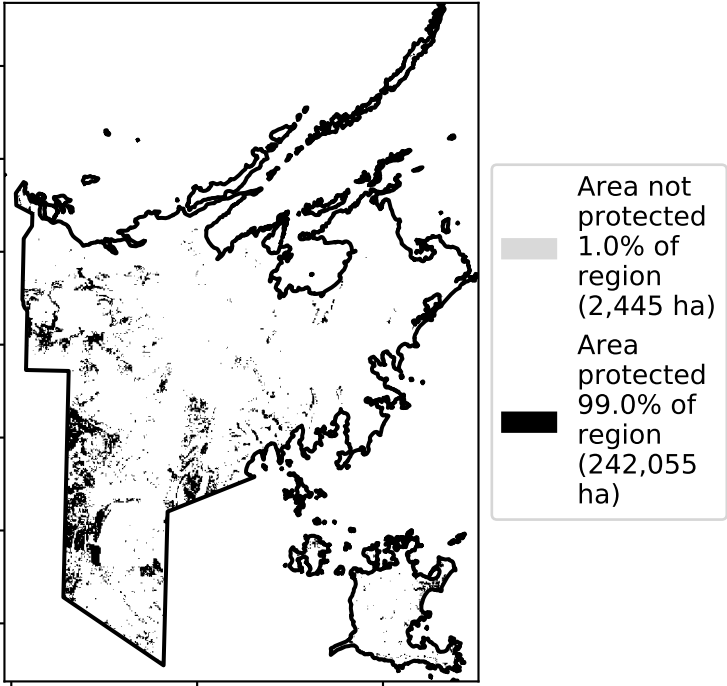 Area not
protected
1.0% of
region
(2,445 ha)
Area
protected
99.0% of
region
(242,055
ha)